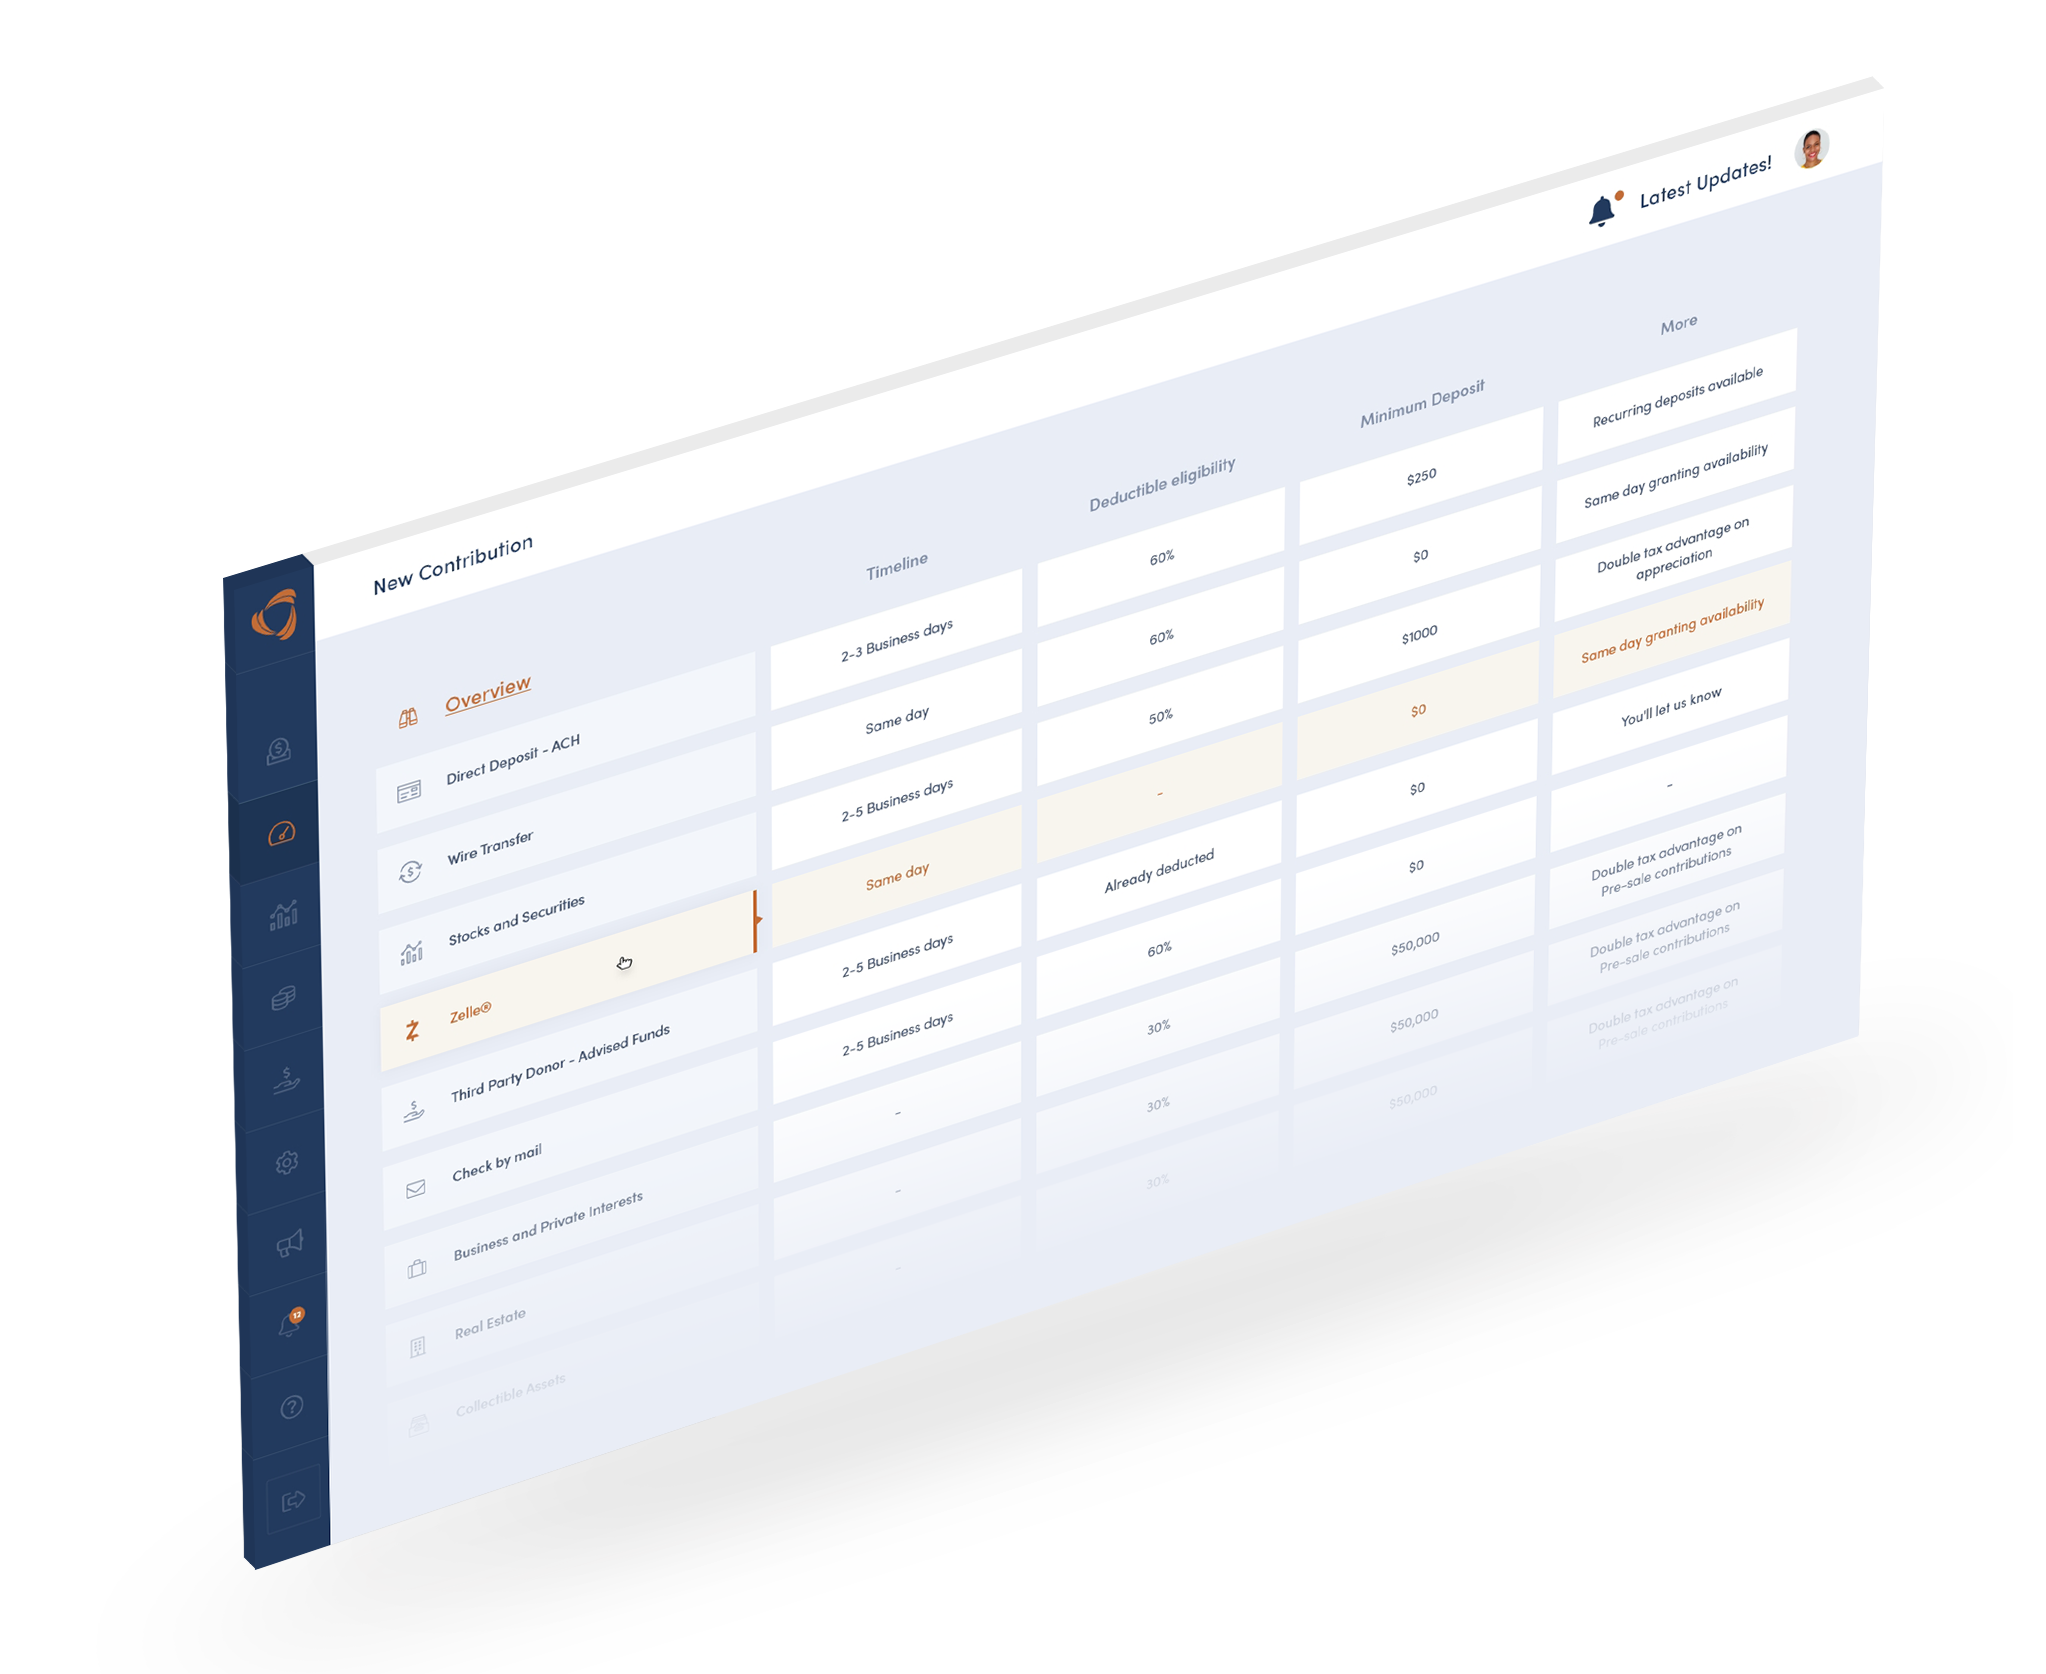 Latest Updates!
New Contribution
Overview
Timeline
Deductible eligibility
Minimum Deposit
More
Direct Deposit - ACH
2-3 Business days
60%
$250
Recurring deposits available
Wire Transfer
Same day
60%
$0
Same day granting availability
Stocks and Securities
2-5 Business days
50%
$1000
Double tax advantage on
appreciation
Zelle®
Same day
-
$0
Same day granting availability
Third Party Donor - Advised Funds
2-5 Business days
Already deducted
$0
You'll let us know
Check by mail
2-5 Business days
60%
$0
-
Business and Private Interests
-
30%
$50,000
Double tax advantage on
Pre-sale contributions
Real Estate
-
30%
$50,000
Double tax advantage on
Pre-sale contributions
Collectible Assets
-
30%
$50,000
Double tax advantage on
Pre-sale contributions
12